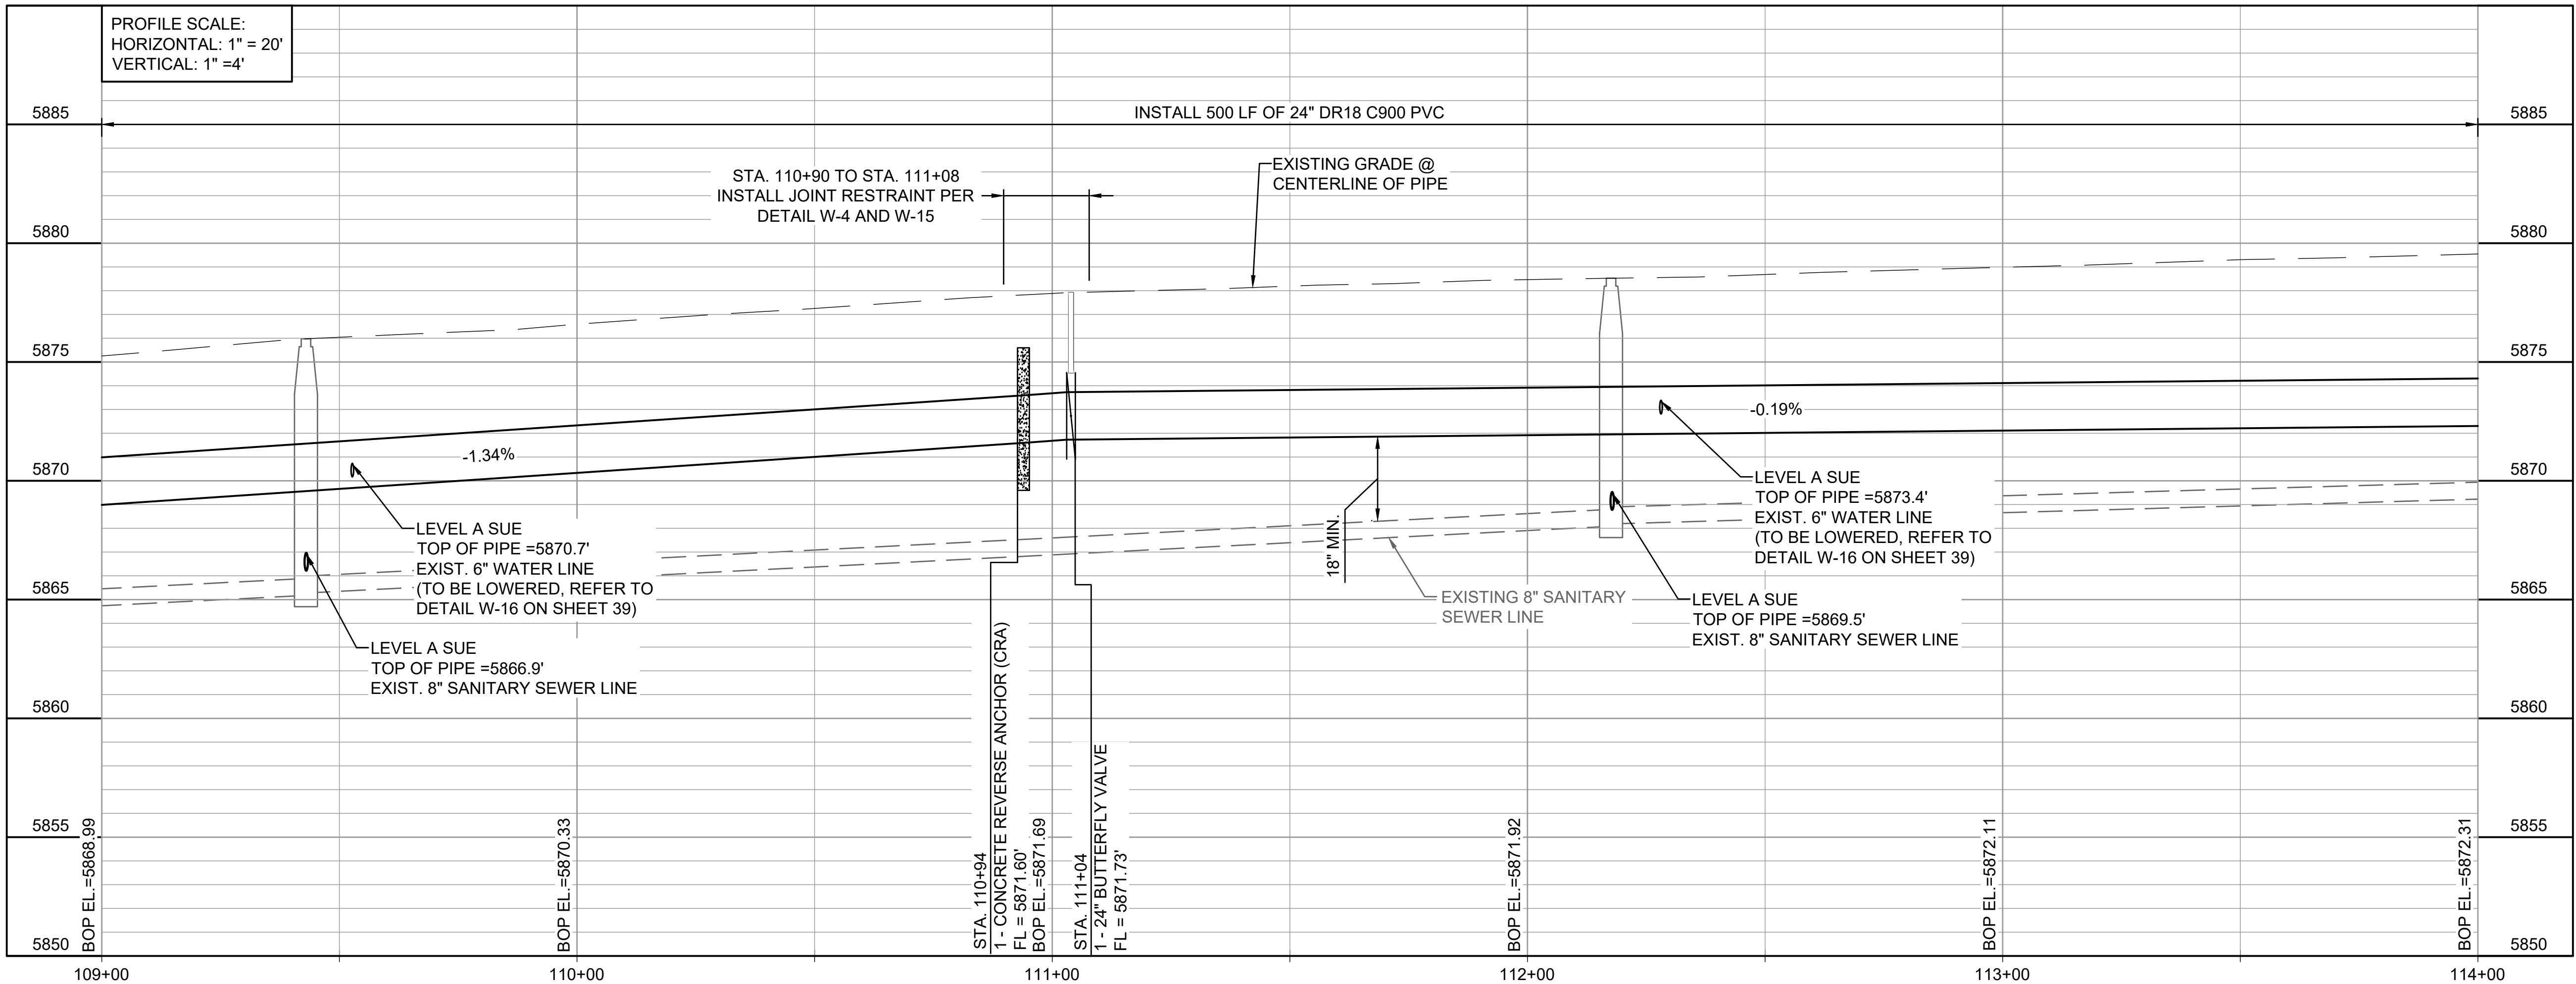 PROFILE SCALE:
HORIZONTAL: 1" = 20'
VERTICAL: 1" =4'
5885
5880
5875
5870
5865
5860
5855
5850
INSTALL 500 LF OF 24" DR18 C900 PVC
STA. 110+90 TO STA. 111+08
INSTALL JOINT RESTRAINT PER
DETAIL W-4 AND W-15
EXISTING GRADE @
CENTERLINE OF PIPE
-1.34%
-0.19%
LEVEL A SUE
TOP OF PIPE =5870.7'
EXIST. 6" WATER LINE
(TO BE LOWERED, REFER TO
DETAIL W-16 ON SHEET 39)
LEVEL A SUE
TOP OF PIPE =5866.9'
EXIST. 8" SANITARY SEWER LINE
18" MIN.
EXISTING 8" SANITARY
SEWER LINE
LEVEL A SUE
TOP OF PIPE =5873.4'
EXIST. 6" WATER LINE
(TO BE LOWERED, REFER TO
DETAIL W-16 ON SHEET 39)
LEVEL A SUE
TOP OF PIPE =5869.5'
EXIST. 8" SANITARY SEWER LINE
BOP EL.=5868.99
BOP EL.=5870.33
STA. 110+94
1 - CONCRETE REVERSE ANCHOR (CRA)
FL = 5871.60'
BOP EL.=5871.69
STA. 111+04
1 - 24" BUTTERFLY VALVE
FL = 5871.73'
BOP EL.=5871.92
BOP EL.=5872.11
BOP EL.=5872.31
5885
5880
5875
5870
5865
5860
5855
5850
109+00
110+00
111+00
112+00
113+00
114+00